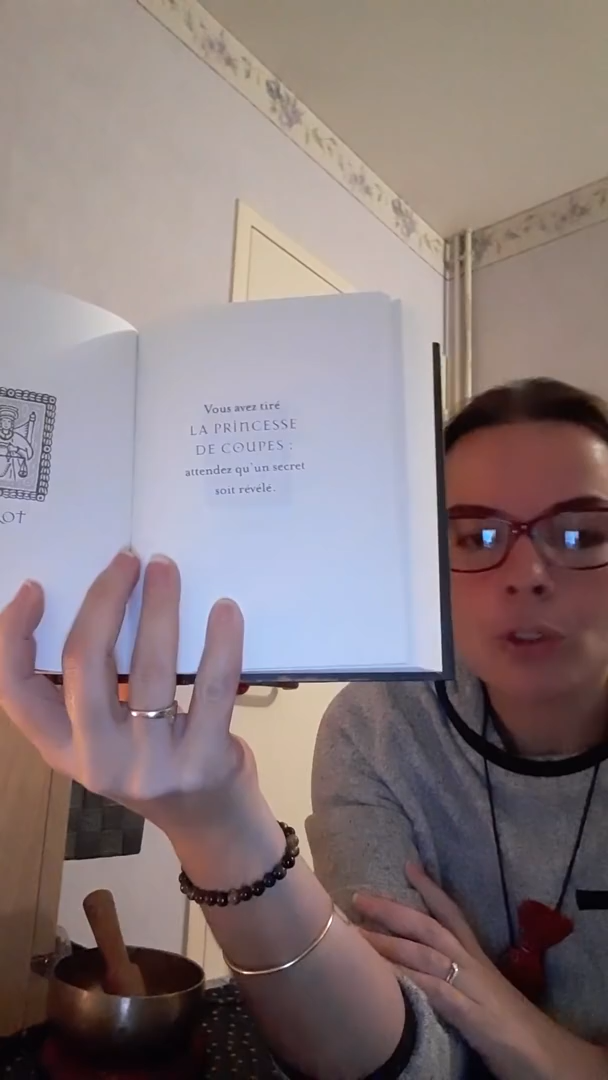 Vous avez tiré
LA PRINCESSE
DE COUPES :
attendez qu'un secret
soit révélé.